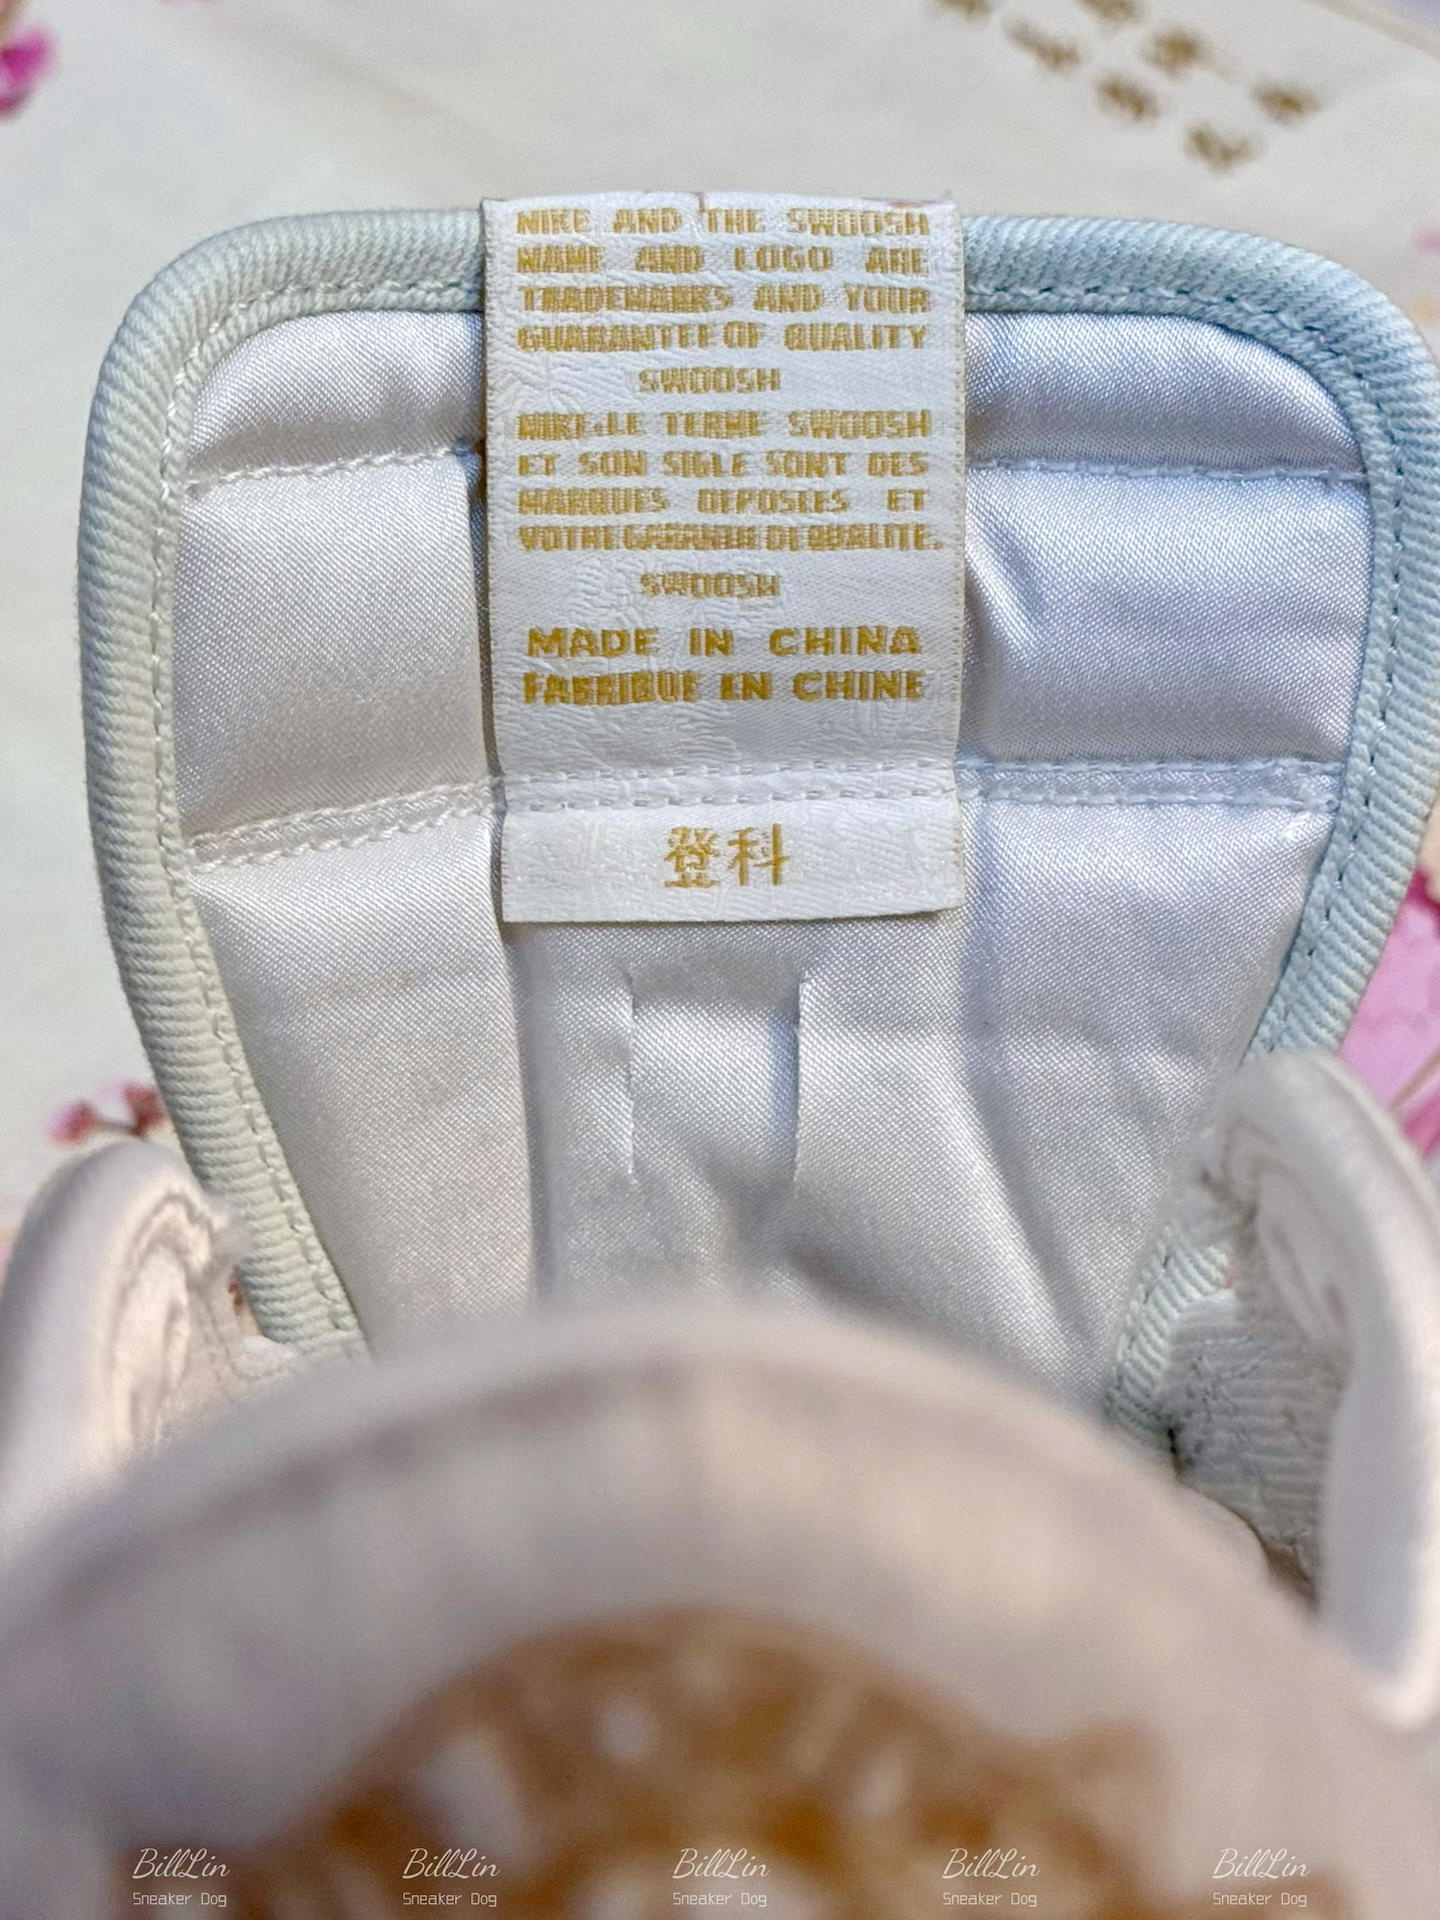 NIKE AND THE SWOOSH
NAME AND LOGO ARE
TRADEMARKS AND YOUR
GUARANTEE OF QUALITY
SWOOSH
NIKE.LE TERME SWOOSH
ET SON SIGLE SONT DES
MARQUES DEPOSEES ET
VOTRE GARANTIE DE QUALITE.
SWOOSH
MADE IN CHINA
FABRIQUE EN CHINE
登科
BillLin BillLin BillLin BillLin BillLin
Sneaker Dog Sneaker Dog Sneaker Dog Sneaker Dog Sneaker Dog